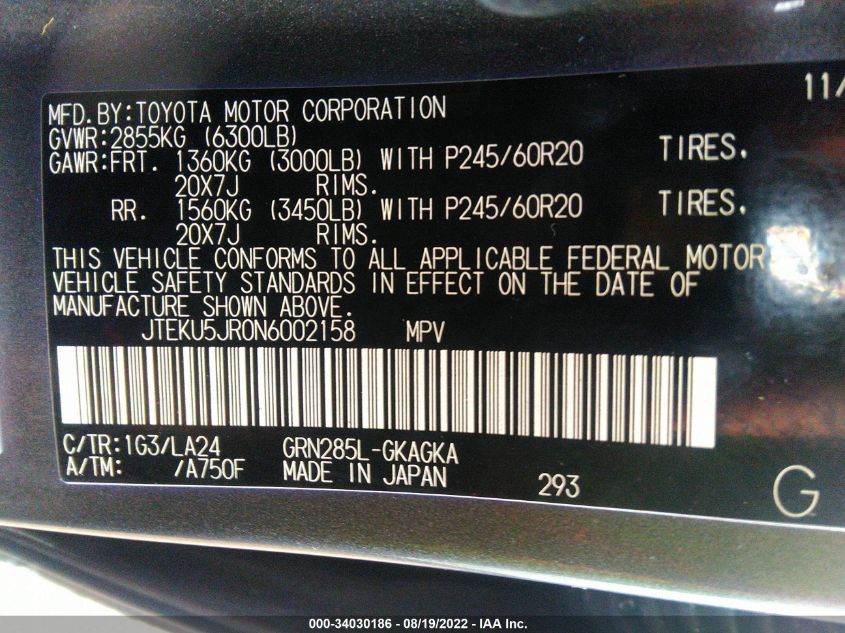 11/
MFD.BY:TOYOTA MOTOR CORPORATION
GVWR:2855KG (6300LB)
GAWR:FRT. 1360KG (3000LB) WITH P245/60R20 TIRES.
20X7J RIMS.
RR. 1560KG (3450LB) WITH P245/60R20 TIRES.
20X7J RIMS.
THIS VEHICLE CONFORMS TO ALL APPLICABLE FEDERAL MOTOR
VEHICLE SAFETY STANDARDS IN EFFECT ON THE DATE OF
MANUFACTURE SHOWN ABOVE.
JTEKU5JR0N6002158 MPV
C/TR:1G3/LA24 GRN285L-GKAGKA
A/TM: /A750F MADE IN JAPAN 293
G
000-34030186 - 08/19/2022 - IAA Inc.